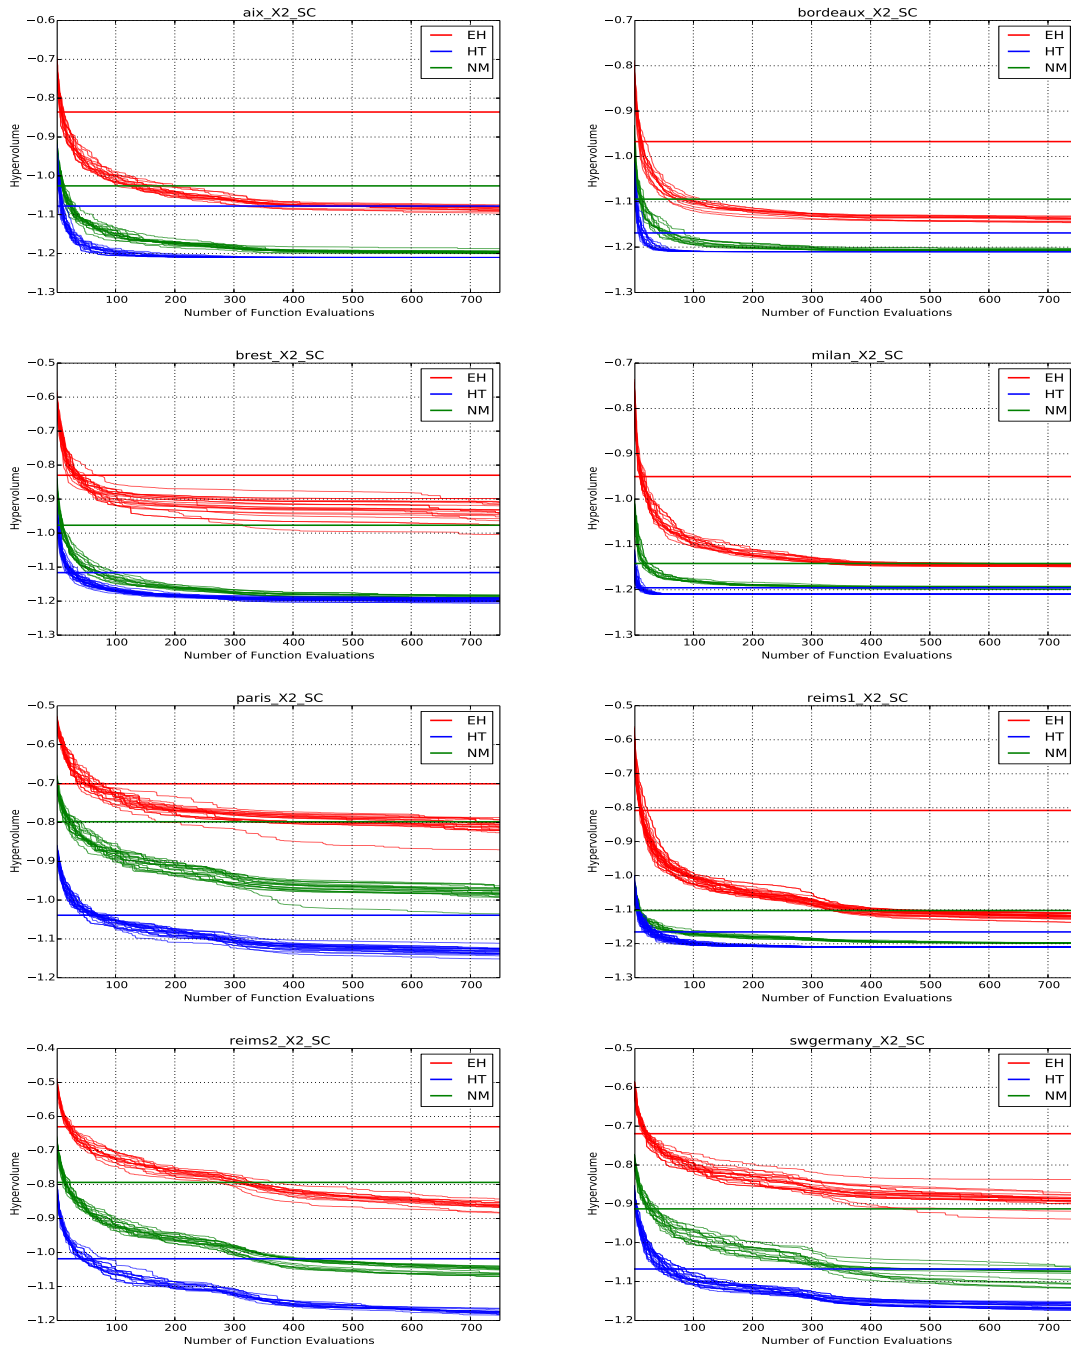 aix_X2_SC
−0.6
−0.7
−0.8
−0.9
−1.0
−1.1
−1.2
−1.3
Hypervolume
100 200 300 400 500 600 700
Number of Function Evaluations
EH
HT
NM
bordeaux_X2_SC
−0.7
−0.8
−0.9
−1.0
−1.1
−1.2
−1.3
Hypervolume
100 200 300 400 500 600 700
Number of Function Evaluations
EH
HT
NM
brest_X2_SC
−0.5
−0.6
−0.7
−0.8
−0.9
−1.0
−1.1
−1.2
−1.3
Hypervolume
100 200 300 400 500 600 700
Number of Function Evaluations
EH
HT
NM
milan_X2_SC
−0.7
−0.8
−0.9
−1.0
−1.1
−1.2
−1.3
Hypervolume
100 200 300 400 500 600 700
Number of Function Evaluations
EH
HT
NM
paris_X2_SC
−0.5
−0.6
−0.7
−0.8
−0.9
−1.0
−1.1
−1.2
Hypervolume
100 200 300 400 500 600 700
Number of Function Evaluations
EH
HT
NM
reims1_X2_SC
−0.5
−0.6
−0.7
−0.8
−0.9
−1.0
−1.1
−1.2
−1.3
Hypervolume
100 200 300 400 500 600 700
Number of Function Evaluations
EH
HT
NM
reims2_X2_SC
−0.4
−0.5
−0.6
−0.7
−0.8
−0.9
−1.0
−1.1
−1.2
Hypervolume
100 200 300 400 500 600 700
Number of Function Evaluations
EH
HT
NM
swgermany_X2_SC
−0.5
−0.6
−0.7
−0.8
−0.9
−1.0
−1.1
−1.2
Hypervolume
100 200 300 400 500 600 700
Number of Function Evaluations
EH
HT
NM